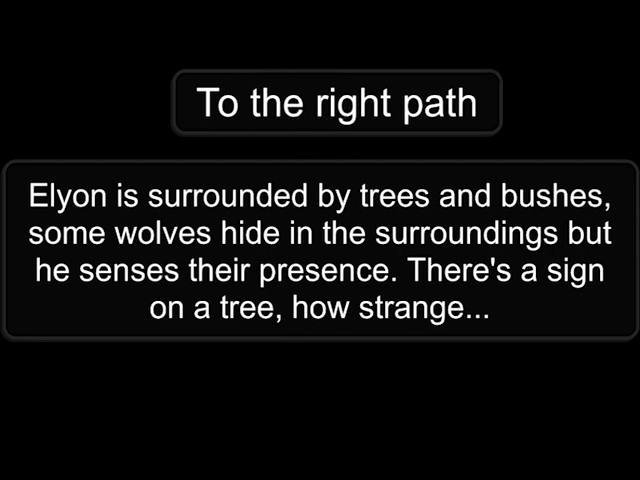 To the right path
Elyon is surrounded by trees and bushes,
some wolves hide in the surroundings but
he senses their presence. There's a sign
on a tree, how strange...